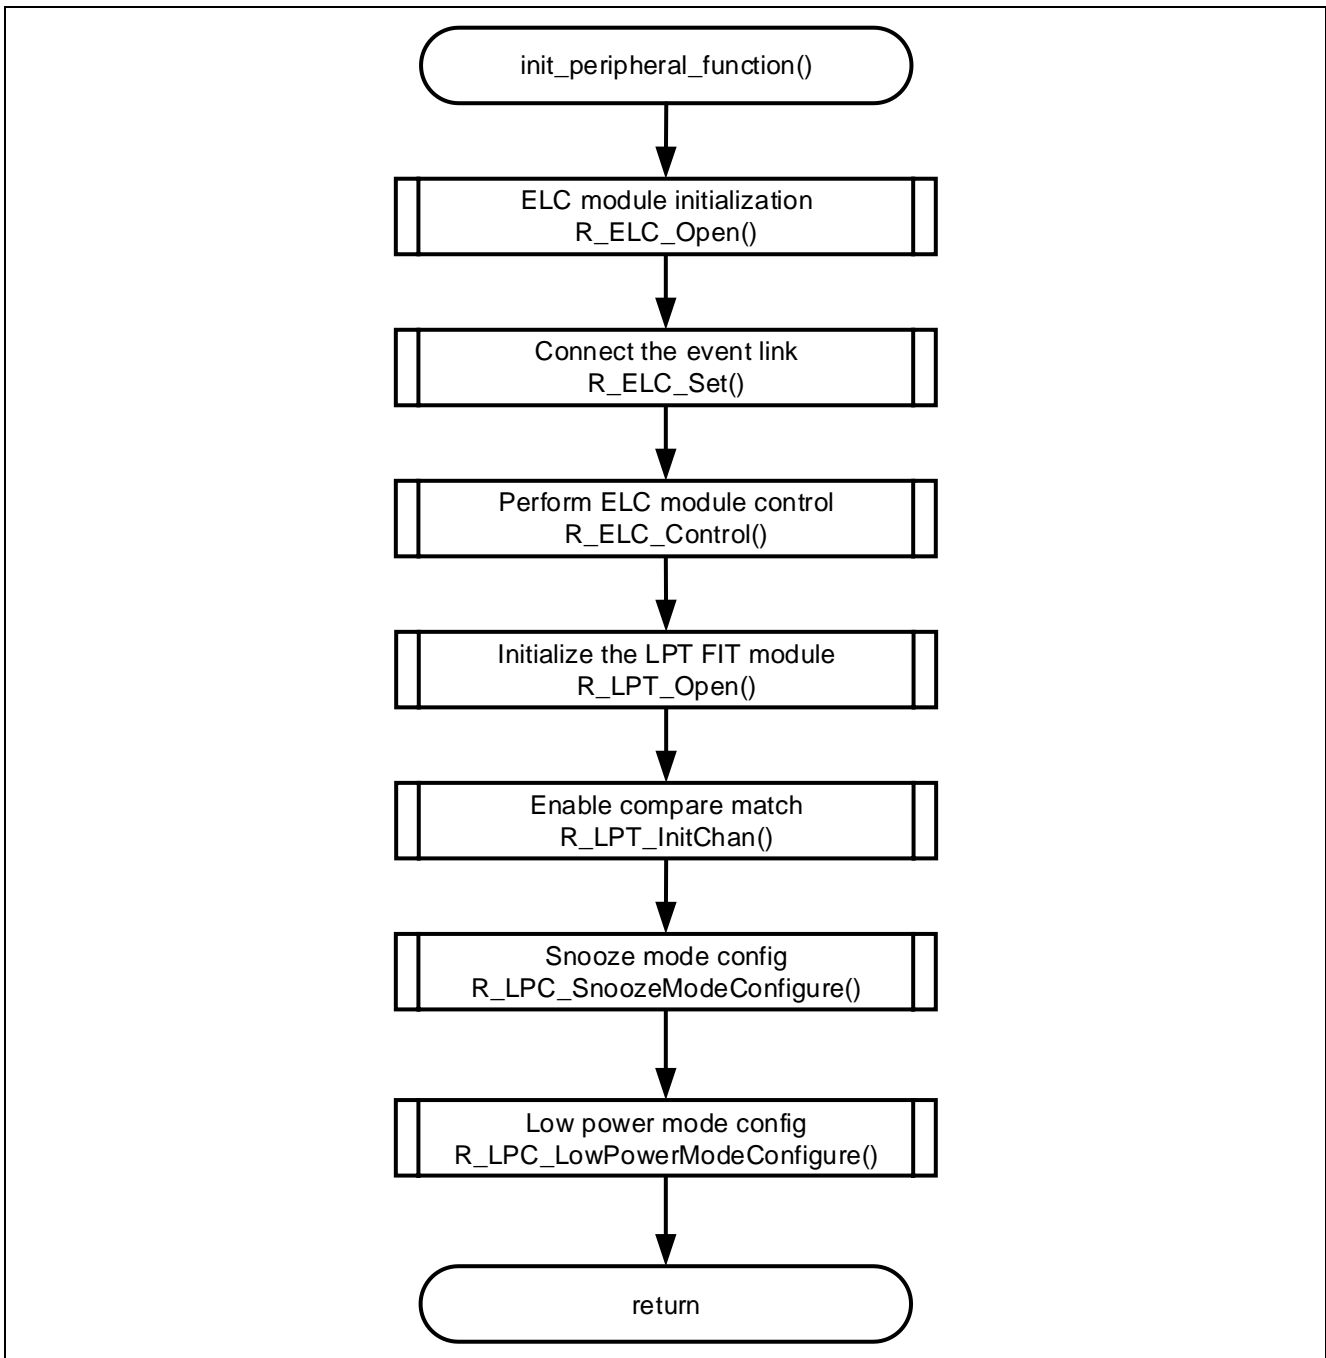 init_peripheral_function()
ELC module initialization
R_ELC_Open()
Connect the event link
R_ELC_Set()
Perform ELC module control
R_ELC_Control()
Initialize the LPT FIT module
R_LPT_Open()
Enable compare match
R_LPT_InitChan()
Snooze mode config
R_LPC_SnoozeModeConfigure()
Low power mode config
R_LPC_LowPowerModeConfigure()
return